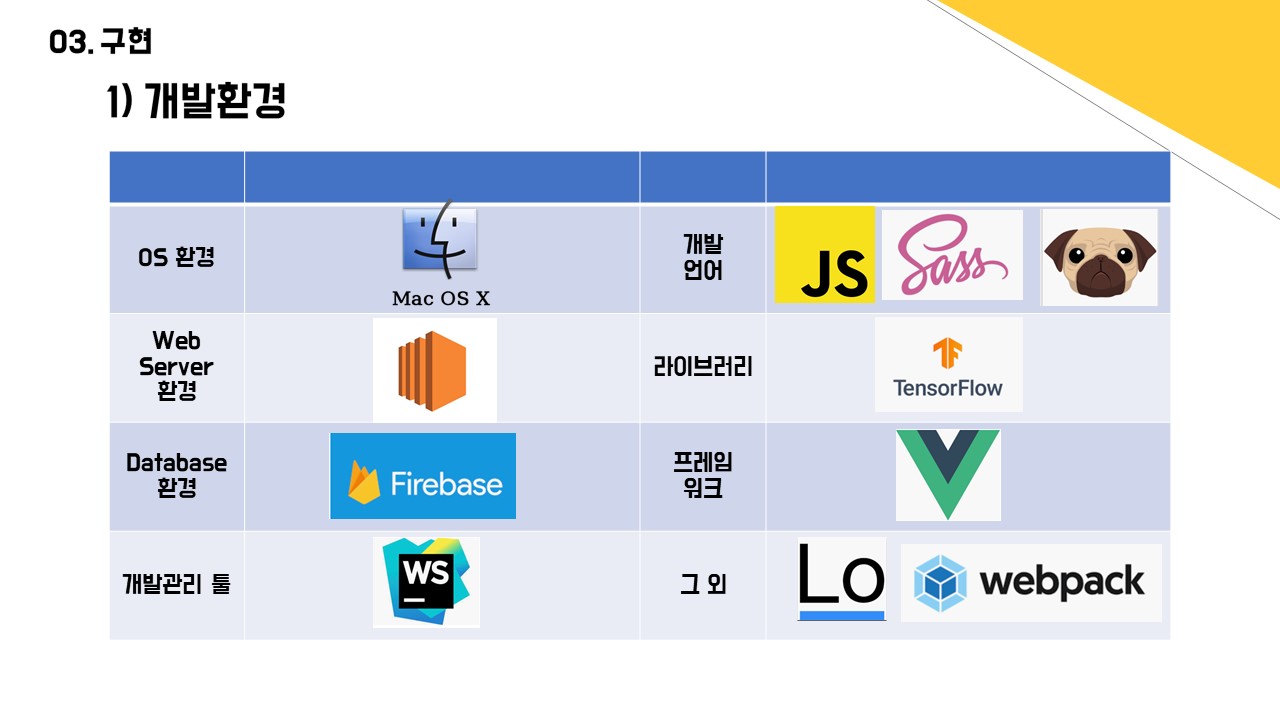 03. 구현
1) 개발환경
OS 환경
Mac OS X
개발
언어
JS
Sass
Web
Server
환경
라이브러리
TF
TensorFlow
Database
환경
Firebase
프레임
워크
개발관리 툴
WS
그 외
Lo
webpack